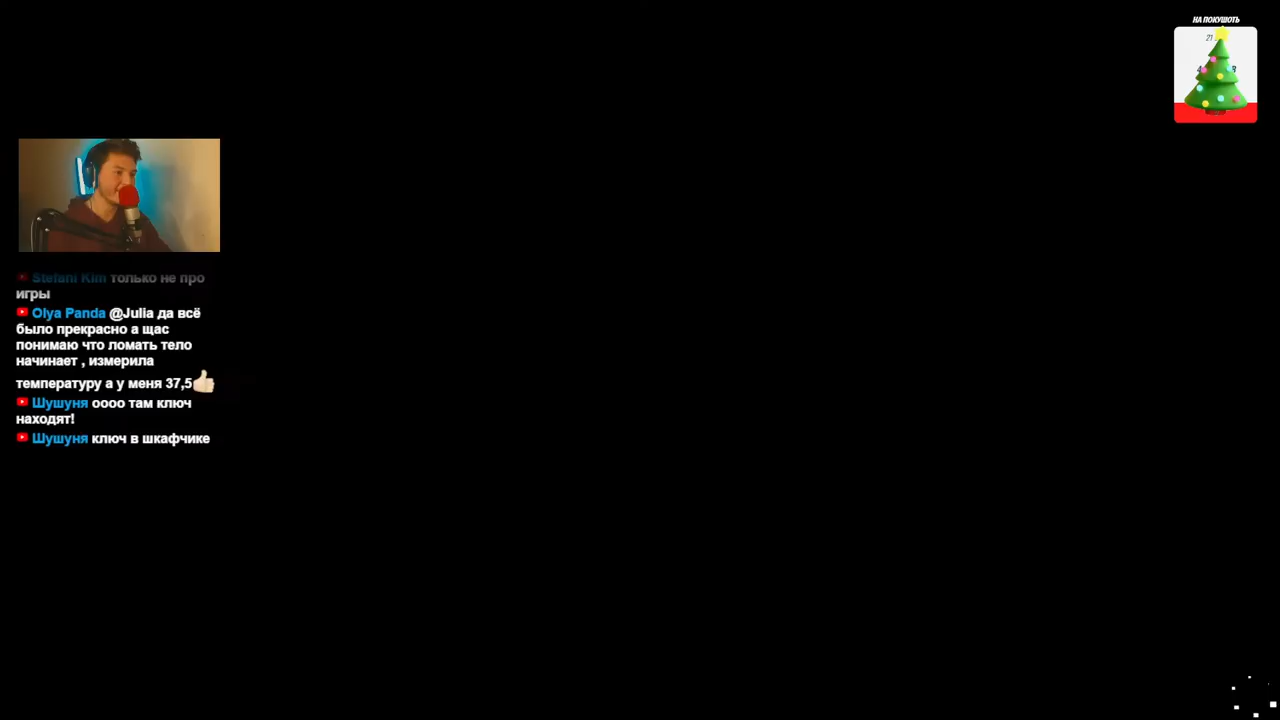 НА ПОКУШОТЬ
21
Stefani Kim только не про
игры
Olya Panda @Julia да всё
было прекрасно а щас
понимаю что ломать тело
начинает , измерила
температуру а у меня 37,5
Шушуня оооо там ключ
находят!
Шушуня ключ в шкафчике